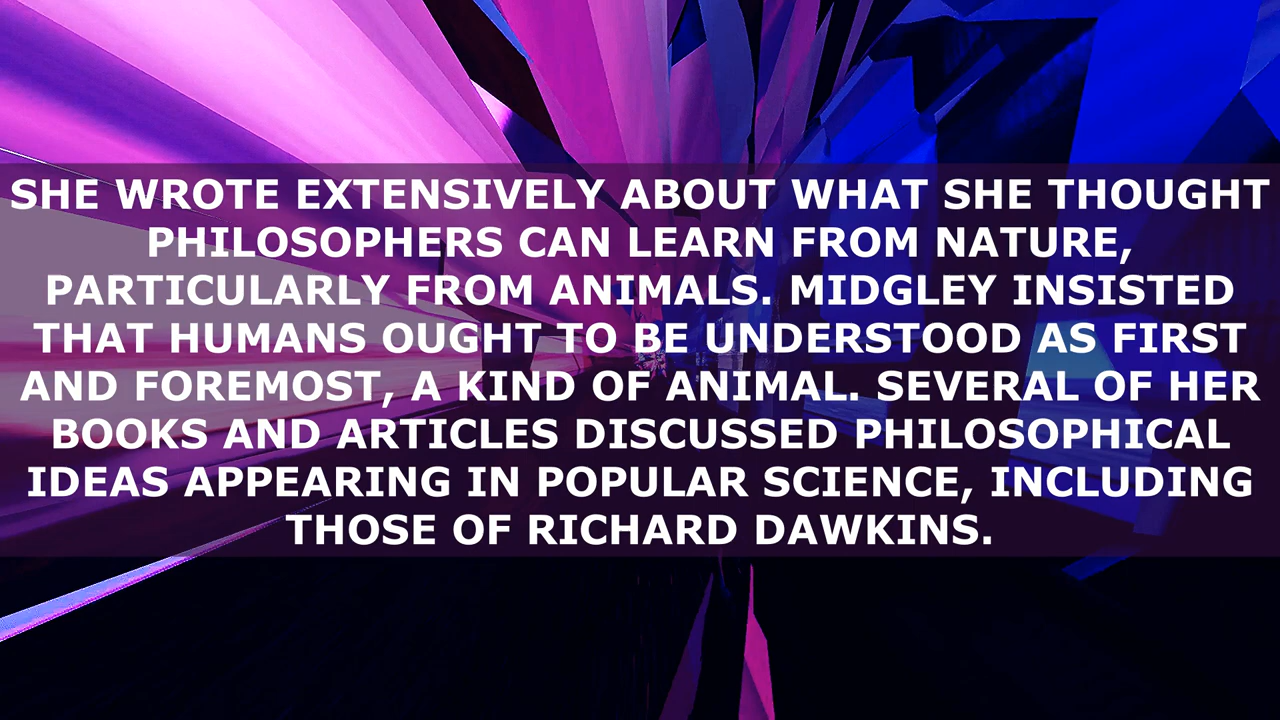 SHE WROTE EXTENSIVELY ABOUT WHAT SHE THOUGHT
PHILOSOPHERS CAN LEARN FROM NATURE,
PARTICULARLY FROM ANIMALS. MIDGLEY INSISTED
THAT HUMANS OUGHT TO BE UNDERSTOOD AS FIRST
AND FOREMOST, A KIND OF ANIMAL. SEVERAL OF HER
BOOKS AND ARTICLES DISCUSSED PHILOSOPHICAL
IDEAS APPEARING IN POPULAR SCIENCE, INCLUDING
THOSE OF RICHARD DAWKINS.